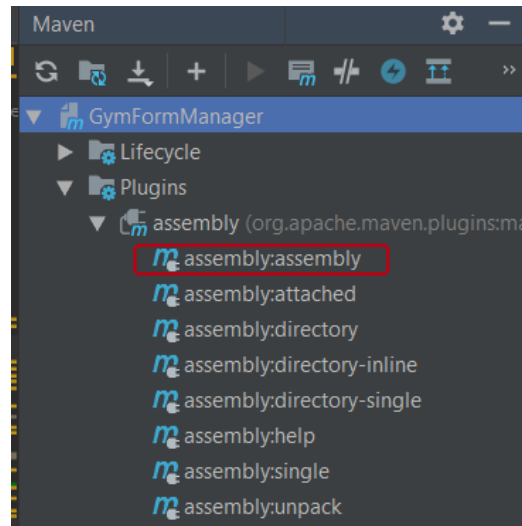 Maven
GymFormManager
Lifecycle
Plugins
assembly (org.apache.maven.plugins:ma
assembly:assembly
assembly:attached
assembly:directory
assembly:directory-inline
assembly:directory-single
assembly:help
assembly:single
assembly:unpack